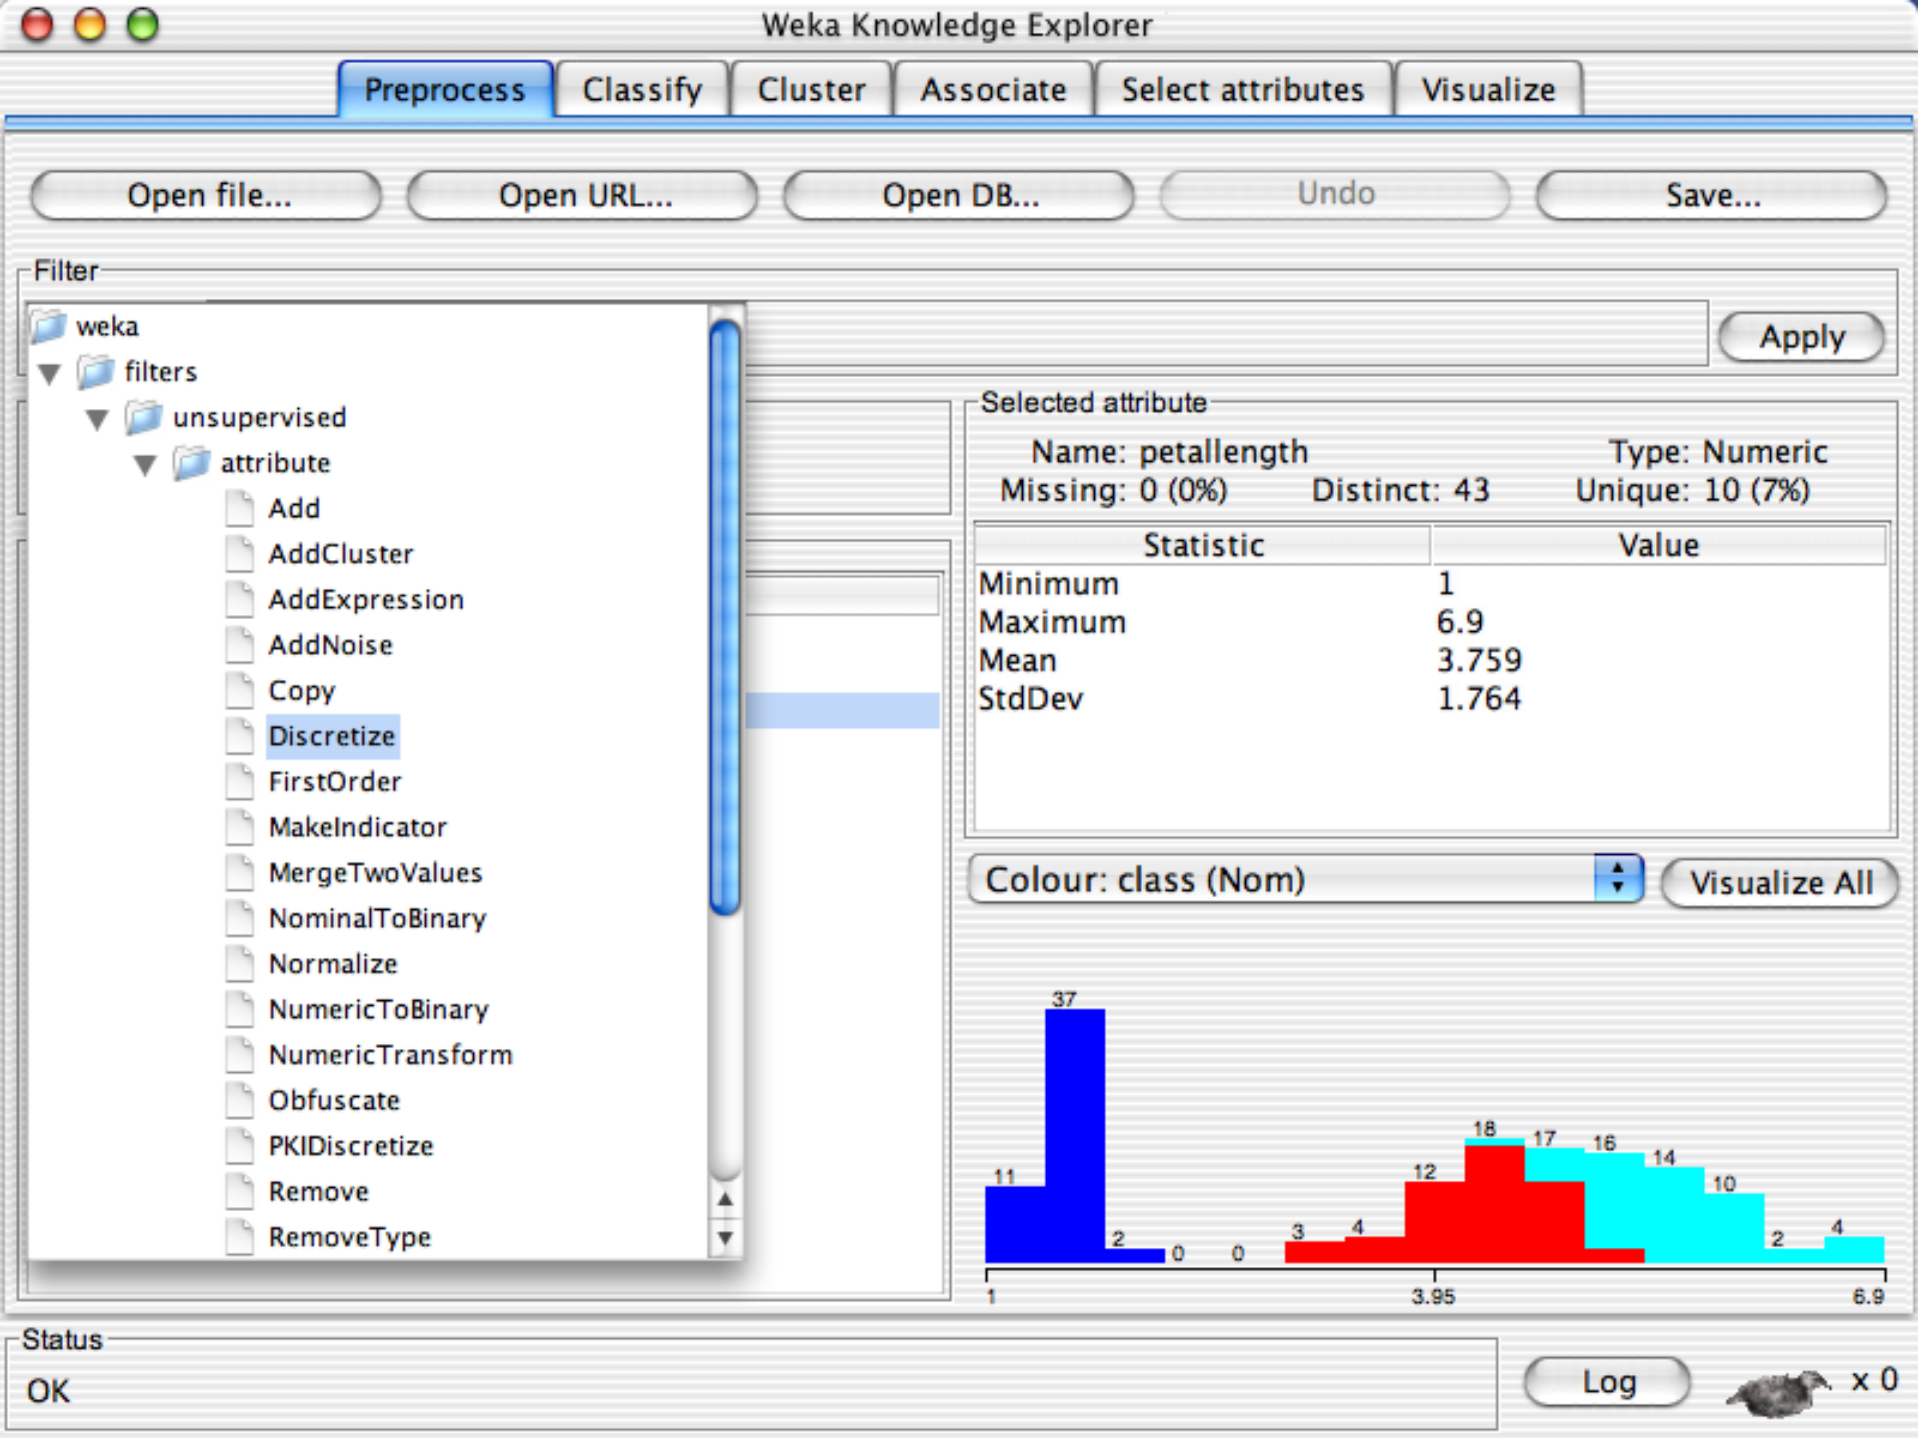 Weka Knowledge Explorer
Preprocess Classify Cluster Associate Select attributes Visualize
Open file... Open URL... Open DB... Undo Save...
Filter
weka
filters
unsupervised
attribute
Add
AddCluster
AddExpression
AddNoise
Copy
Discretize
FirstOrder
MakeIndicator
MergeTwoValues
NominalToBinary
Normalize
NumericToBinary
NumericTransform
Obfuscate
PKIDiscretize
Remove
RemoveType
Apply
Selected attribute
Name: petallength Type: Numeric
Missing: 0 (0%) Distinct: 43 Unique: 10 (7%)
Statistic Value
Minimum 1
Maximum 6.9
Mean 3.759
StdDev 1.764
Colour: class (Nom) Visualize All
11 37 2 0 0 3 4 12 18 17 16 14 10 2 4
1 3.95 6.9
Status
OK
Log x 0